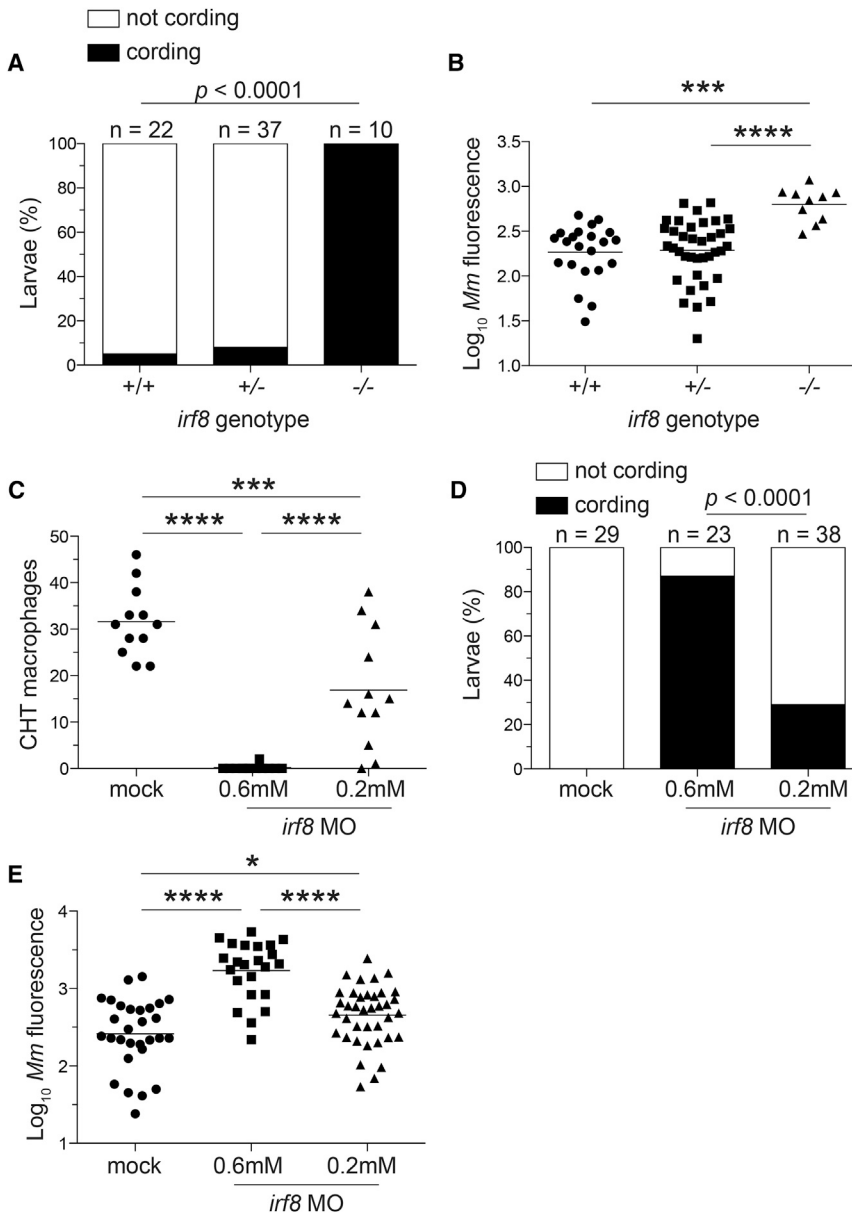 not cording
cording
A
p < 0.0001
n = 22 n = 37 n = 10
100
80
60
40
20
0
Larvae (%)
+/+ +/- -/-
irf8 genotype
B
***
****
3.5
3.0
2.5
2.0
1.5
1.0
Log10 Mm fluorescence
+/+ +/- -/-
irf8 genotype
C
***
**** ****
50
40
30
20
10
0
CHT macrophages
mock 0.6mM 0.2mM
irf8 MO
D
not cording
cording
p < 0.0001
n = 29 n = 23 n = 38
100
80
60
40
20
0
Larvae (%)
mock 0.6mM 0.2mM
irf8 MO
E
*
**** ****
4
3
2
1
Log10 Mm fluorescence
mock 0.6mM 0.2mM
irf8 MO